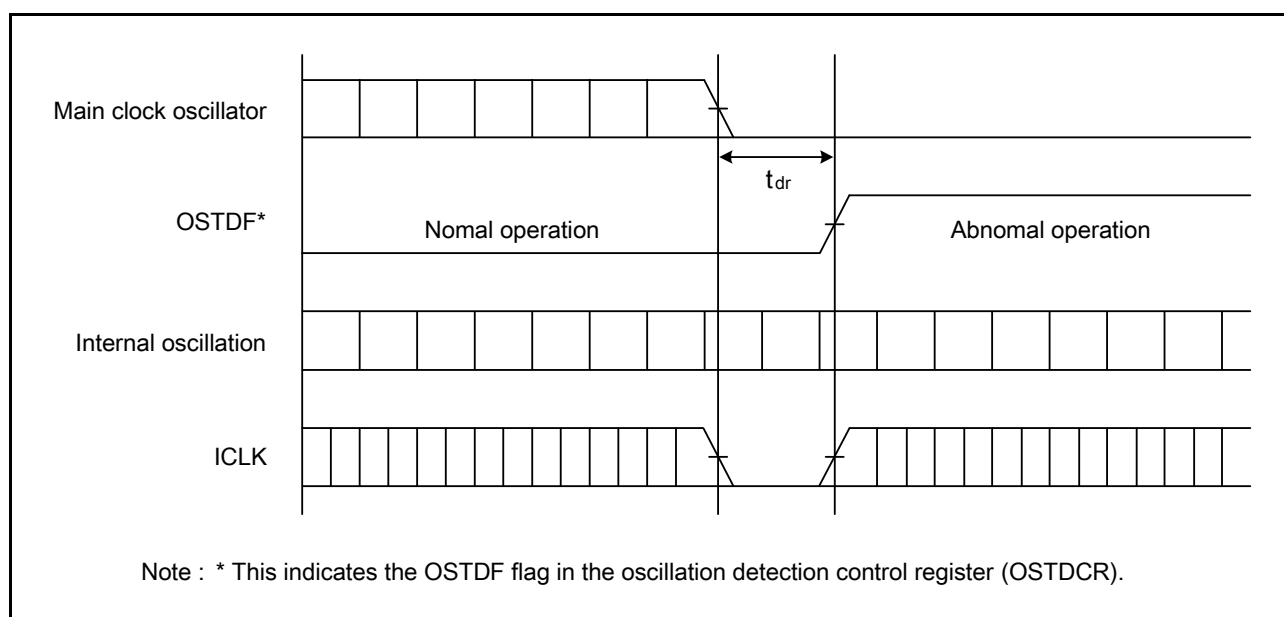 Main clock oscillator
tdr
OSTDF*
Nomal operation
Abnomal operation
Internal oscillation
ICLK
Note : * This indicates the OSTDF flag in the oscillation detection control register (OSTDCR).